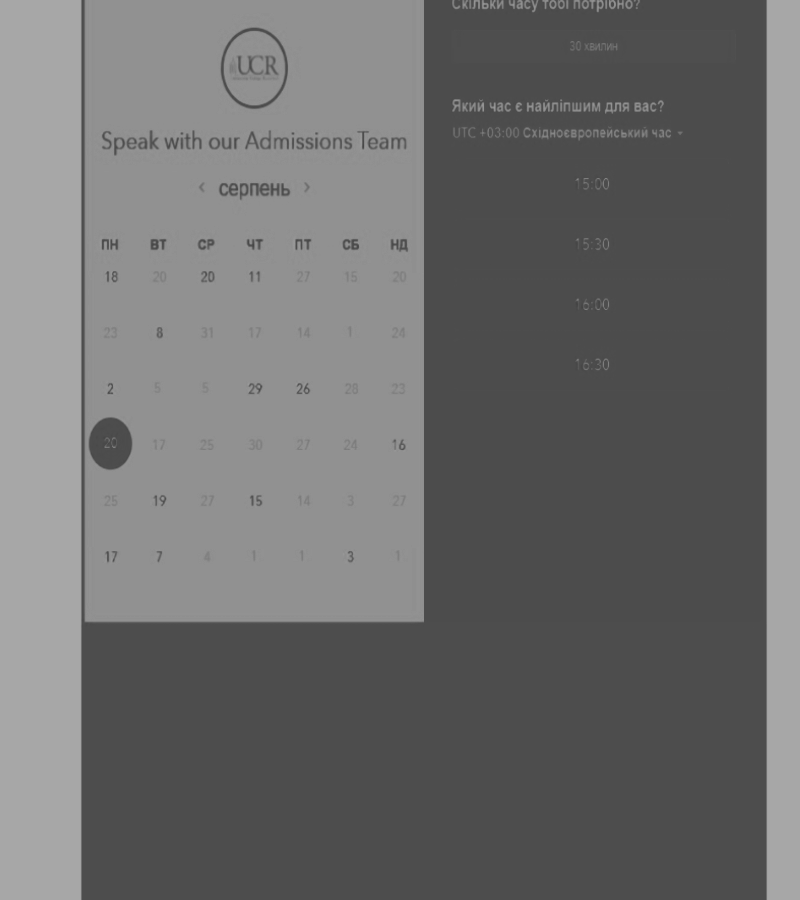 UCR
Speak with our Admissions Team
‹ серпень ›
ПН ВТ СР ЧТ ПТ СБ НД
18 20 20 11 27 15 20
23 8 31 17 14 1 24
2 5 5 29 26 28 23
20 17 25 30 27 24 16
25 19 27 15 14 3 27
17 7 4 1 1 3 1
Скільки часу тобі потрібно?
30 хвилин
Який час є найліпшим для вас?
UTC +03:00 Східноєвропейський час
15:00
15:30
16:00
16:30